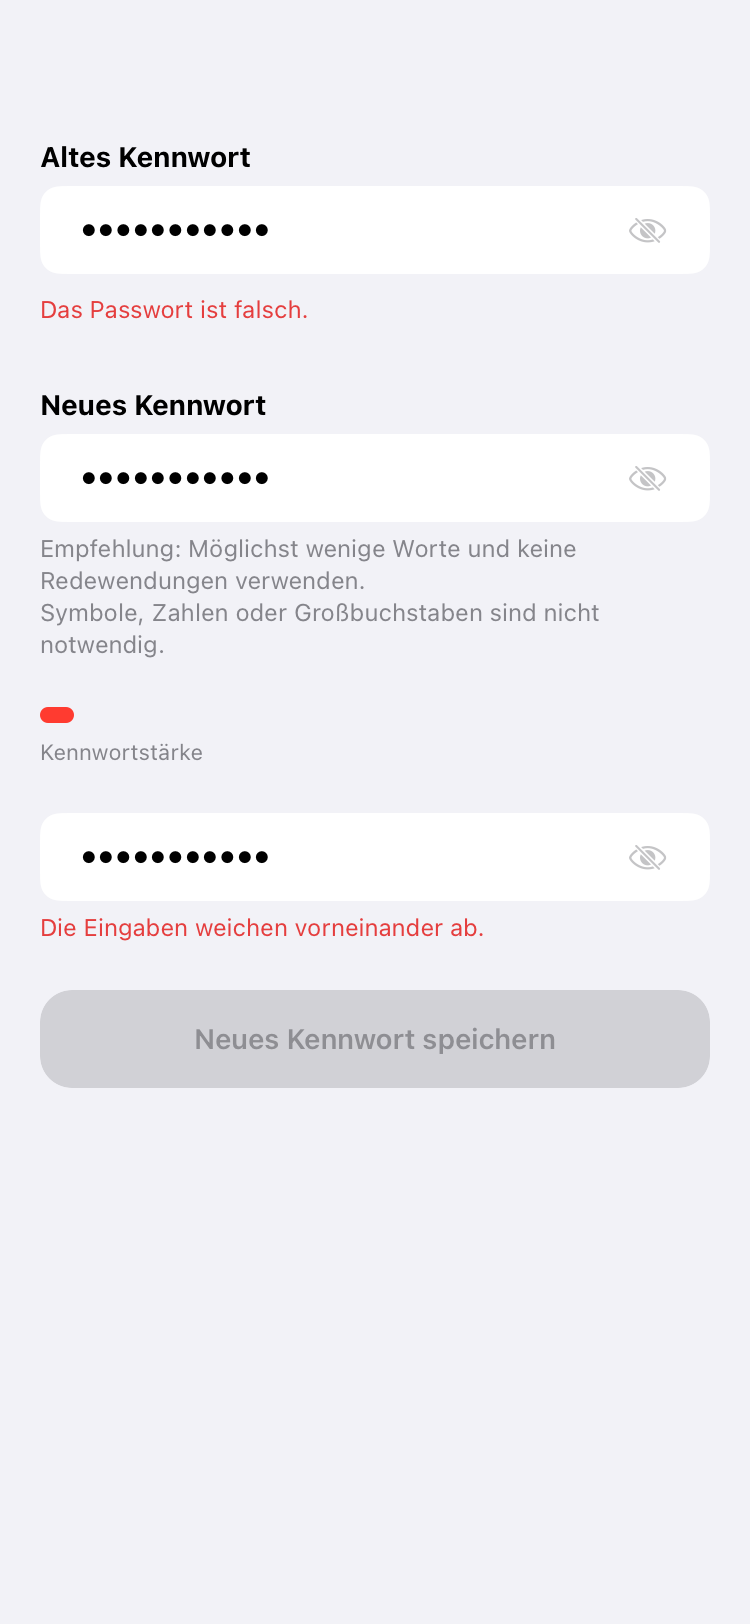 Altes Kennwort
•••••••••••
Das Passwort ist falsch.
Neues Kennwort
•••••••••••
Empfehlung: Möglichst wenige Worte und keine
Redewendungen verwenden.
Symbole, Zahlen oder Großbuchstaben sind nicht
notwendig.
Kennwortstärke
•••••••••••
Die Eingaben weichen vorneinander ab.
Neues Kennwort speichern